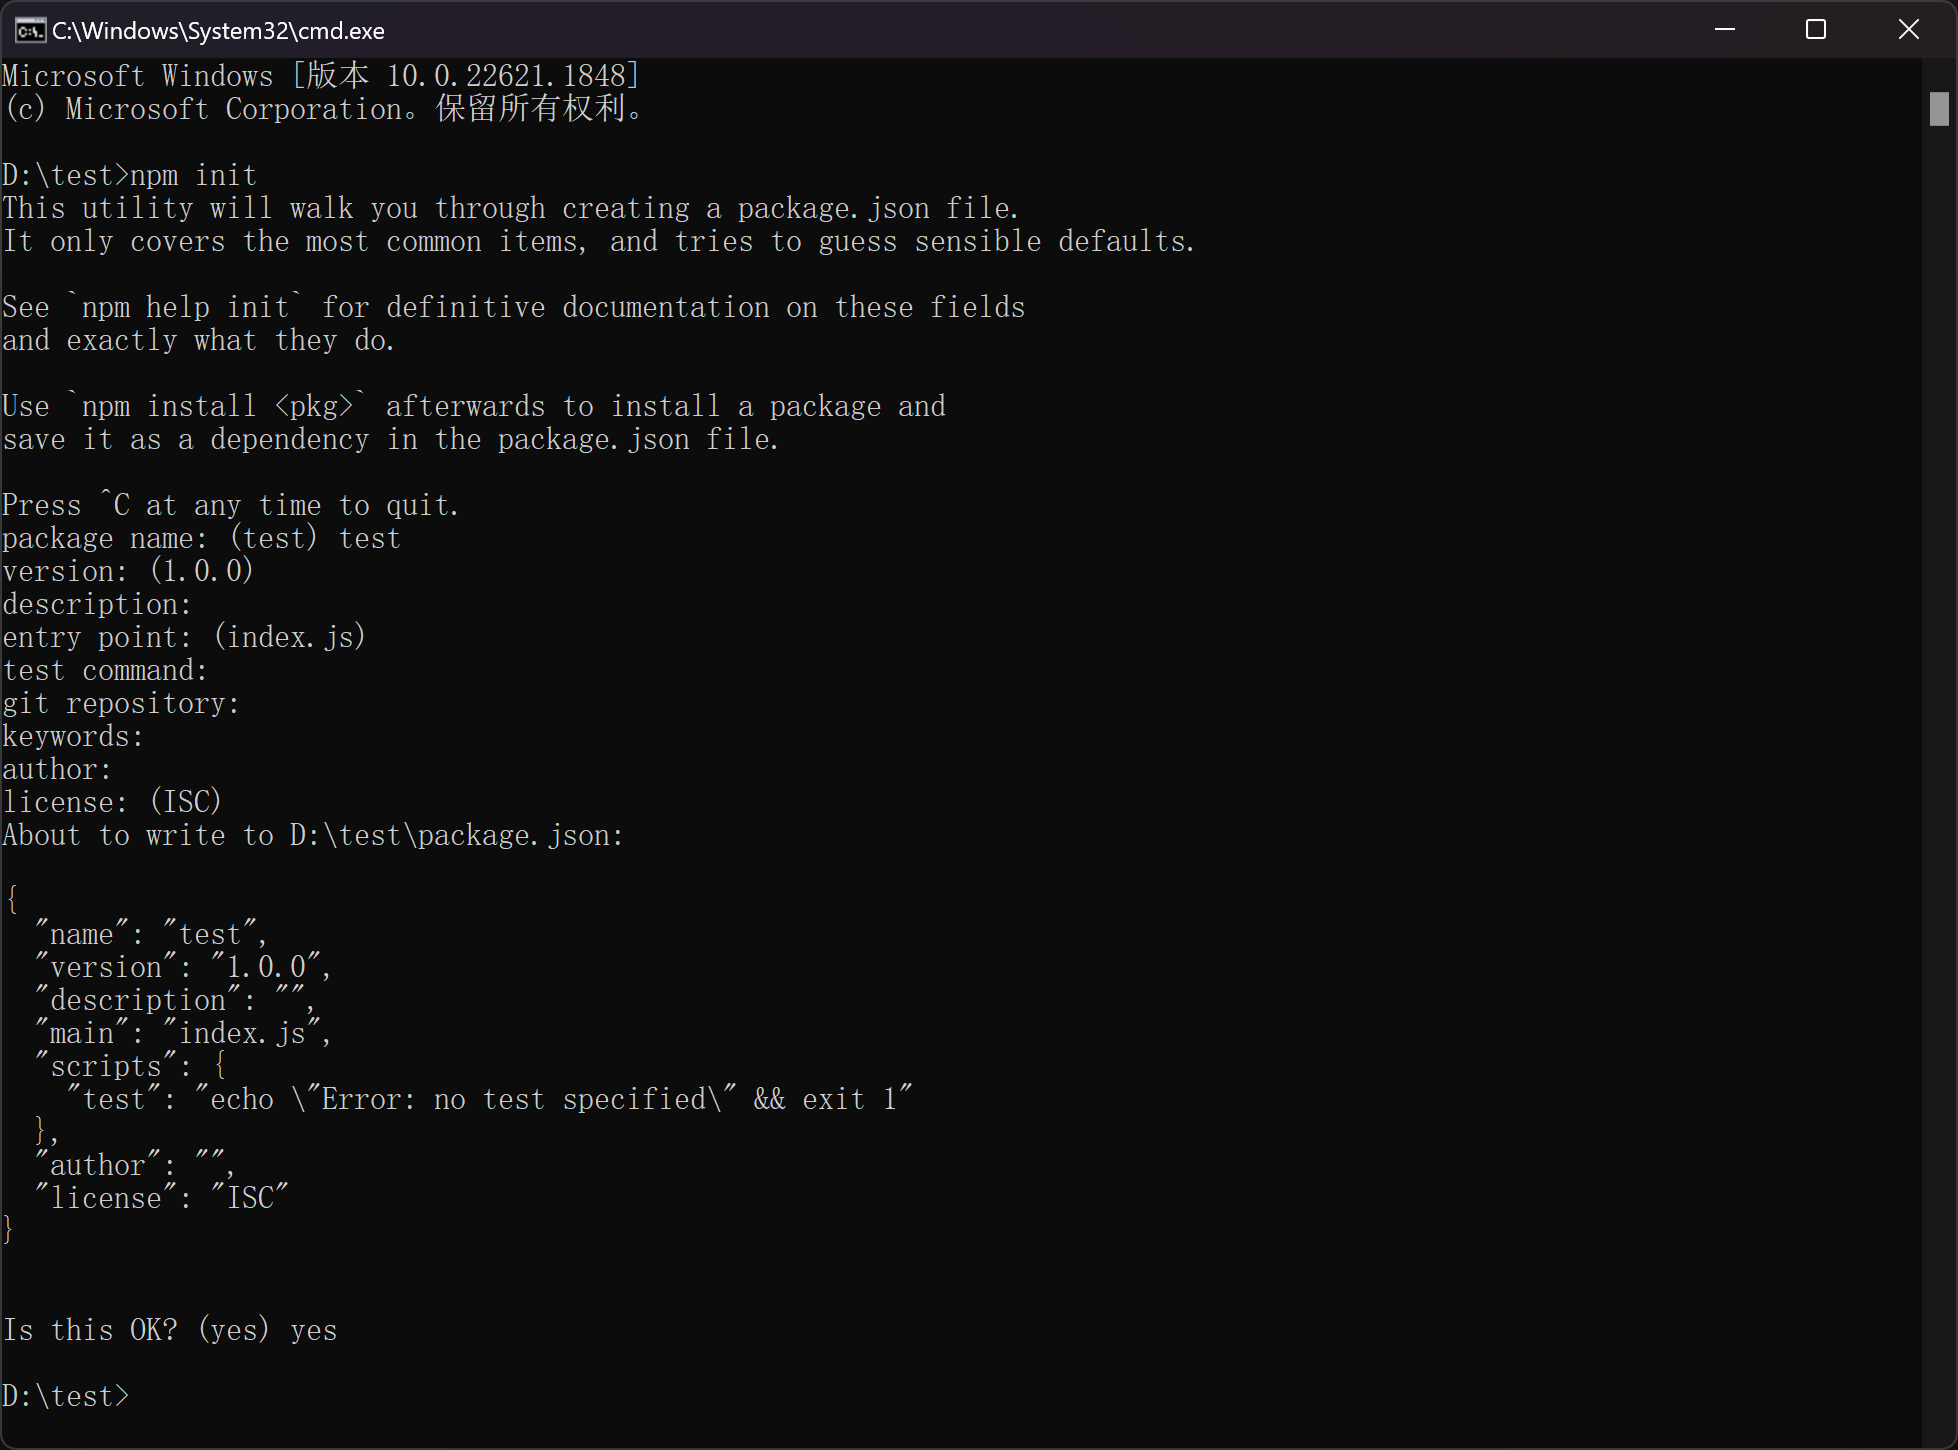 C:\Windows\System32\cmd.exe
Microsoft Windows [版本 10.0.22621.1848]
(c) Microsoft Corporation。保留所有权利。
D:\test>npm init
This utility will walk you through creating a package.json file.
It only covers the most common items, and tries to guess sensible defaults.
See `npm help init` for definitive documentation on these fields
and exactly what they do.
Use `npm install <pkg>` afterwards to install a package and
save it as a dependency in the package.json file.
Press ^C at any time to quit.
package name: (test) test
version: (1.0.0)
description:
entry point: (index.js)
test command:
git repository:
keywords:
author:
license: (ISC)
About to write to D:\test\package.json:
{
  "name": "test",
  "version": "1.0.0",
  "description": "",
  "main": "index.js",
  "scripts": {
    "test": "echo \"Error: no test specified\" && exit 1"
  },
  "author": "",
  "license": "ISC"
}
Is this OK? (yes) yes
D:\test>